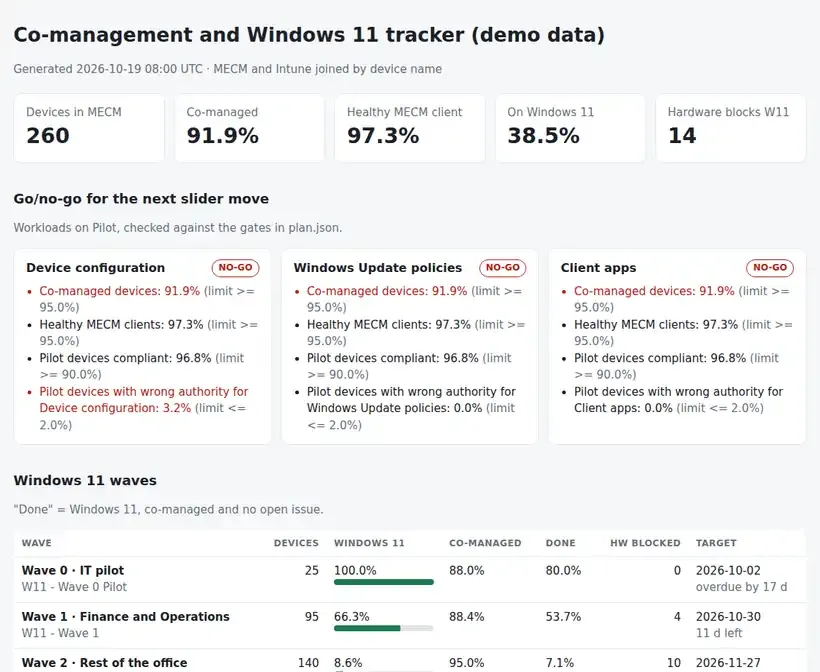 Co-management and Windows 11 tracker (demo data)
Generated 2026-10-19 08:00 UTC · MECM and Intune joined by device name
Devices in MECM
260
Co-managed
91.9%
Healthy MECM client
97.3%
On Windows 11
38.5%
Hardware blocks W11
14
Go/no-go for the next slider move
Workloads on Pilot, checked against the gates in plan.json.
Device configuration NO-GO
• Co-managed devices: 91.9% (limit >=
95.0%)
• Healthy MECM clients: 97.3% (limit >=
95.0%)
• Pilot devices compliant: 96.8% (limit
>= 90.0%)
• Pilot devices with wrong authority for
Device configuration: 3.2% (limit <=
2.0%)
Windows Update policies NO-GO
• Co-managed devices: 91.9% (limit >=
95.0%)
• Healthy MECM clients: 97.3% (limit >=
95.0%)
• Pilot devices compliant: 96.8% (limit
>= 90.0%)
• Pilot devices with wrong authority for
Windows Update policies: 0.0% (limit
<= 2.0%)
Client apps NO-GO
• Co-managed devices: 91.9% (limit >=
95.0%)
• Healthy MECM clients: 97.3% (limit >=
95.0%)
• Pilot devices compliant: 96.8% (limit
>= 90.0%)
• Pilot devices with wrong authority for
Client apps: 0.0% (limit <= 2.0%)
Windows 11 waves
"Done" = Windows 11, co-managed and no open issue.
WAVE DEVICES WINDOWS 11 CO-MANAGED DONE HW BLOCKED TARGET
Wave 0 · IT pilot 25 100.0% 88.0% 80.0% 0 2026-10-02
W11 - Wave 0 Pilot overdue by 17 d
Wave 1 · Finance and Operations 95 66.3% 88.4% 53.7% 4 2026-10-30
W11 - Wave 1 11 d left
Wave 2 · Rest of the office 140 8.6% 95.0% 7.1% 10 2026-11-27